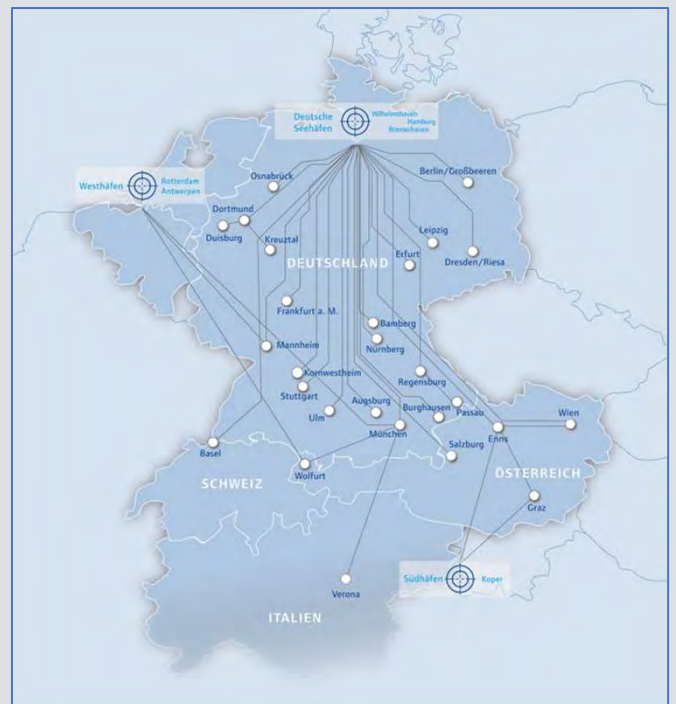 Deutsche
Seehäfen
Wilhelmshaven
Hamburg
Bremerhaven
Westhäfen
Rotterdam
Antwerpen
Osnabrück
Berlin/Großbeeren
Dortmund
Duisburg
Kreuztal
Leipzig
Erfurt
Dresden/Riesa
DEUTSCHLAND
Frankfurt a. M.
Bamberg
Nürnberg
Mannheim
Kornwestheim
Stuttgart
Regensburg
Ulm
Augsburg
Burghausen
Passau
München
Enns
Wien
Basel
Salzburg
Wolfurt
SCHWEIZ
ÖSTERREICH
Graz
Südhäfen
Koper
Verona
ITALIEN